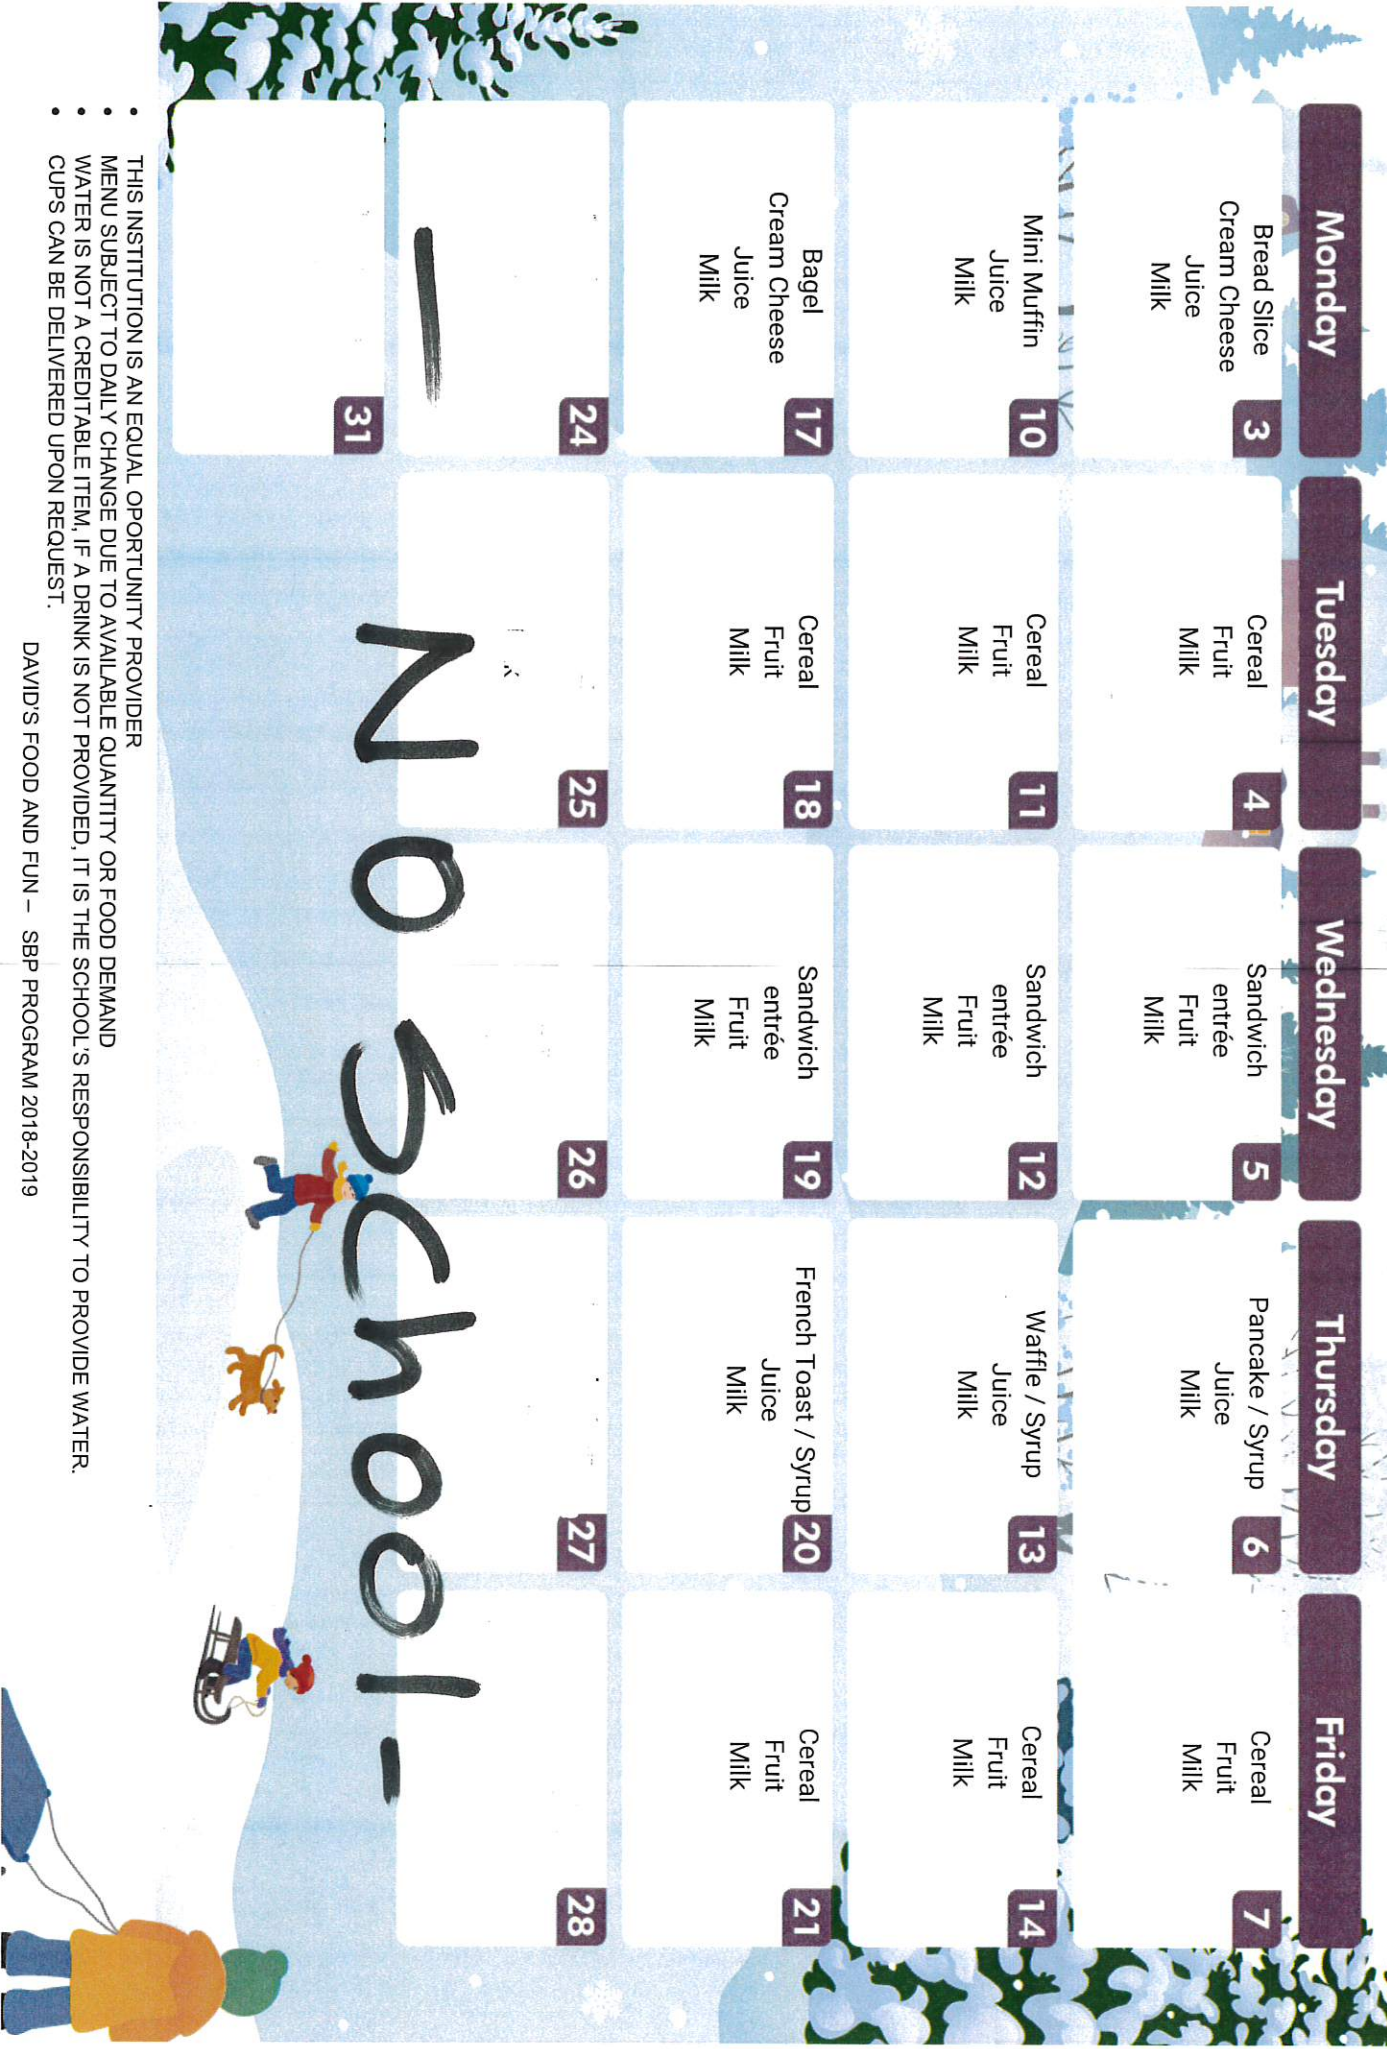 Monday
Tuesday
Wednesday
Thursday
Friday
3
Bread Slice
Cream Cheese
Juice
Milk
4
Cereal
Fruit
Milk
5
Sandwich
entrée
Fruit
Milk
6
Pancake / Syrup
Juice
Milk
7
Cereal
Fruit
Milk
10
Mini Muffin
Juice
Milk
11
Cereal
Fruit
Milk
12
Sandwich
entrée
Fruit
Milk
13
Waffle / Syrup
Juice
Milk
14
Cereal
Fruit
Milk
17
Bagel
Cream Cheese
Juice
Milk
18
Cereal
Fruit
Milk
19
Sandwich
entrée
Fruit
Milk
20
French Toast / Syrup
Juice
Milk
21
Cereal
Fruit
Milk
24
25
26
27
28
— No School -
31
• THIS INSTITUTION IS AN EQUAL OPORTUNITY PROVIDER
• MENU SUBJECT TO DAILY CHANGE DUE TO AVAILABLE QUANTITY OR FOOD DEMAND
• WATER IS NOT A CREDITABLE ITEM, IF A DRINK IS NOT PROVIDED, IT IS THE SCHOOL'S RESPONSIBILITY TO PROVIDE WATER.
• CUPS CAN BE DELIVERED UPON REQUEST.
DAVID'S FOOD AND FUN – SBP PROGRAM 2018-2019